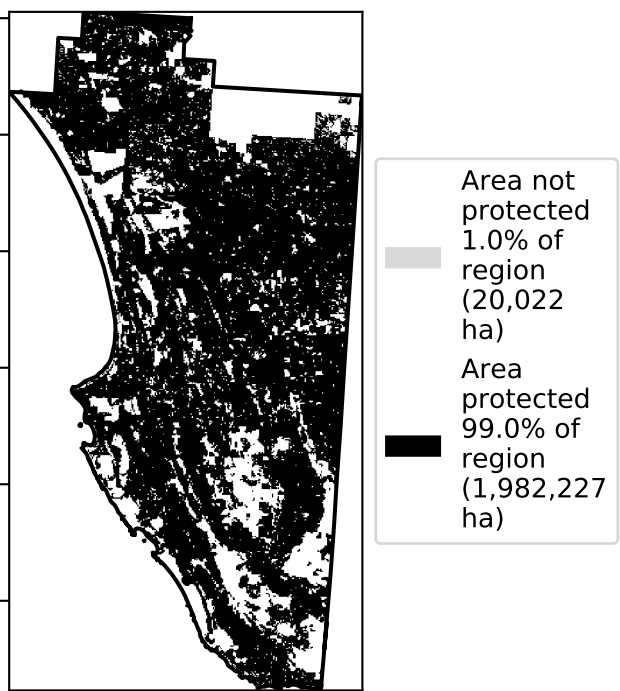 Area not
protected
1.0% of
region
(20,022
ha)
Area
protected
99.0% of
region
(1,982,227
ha)